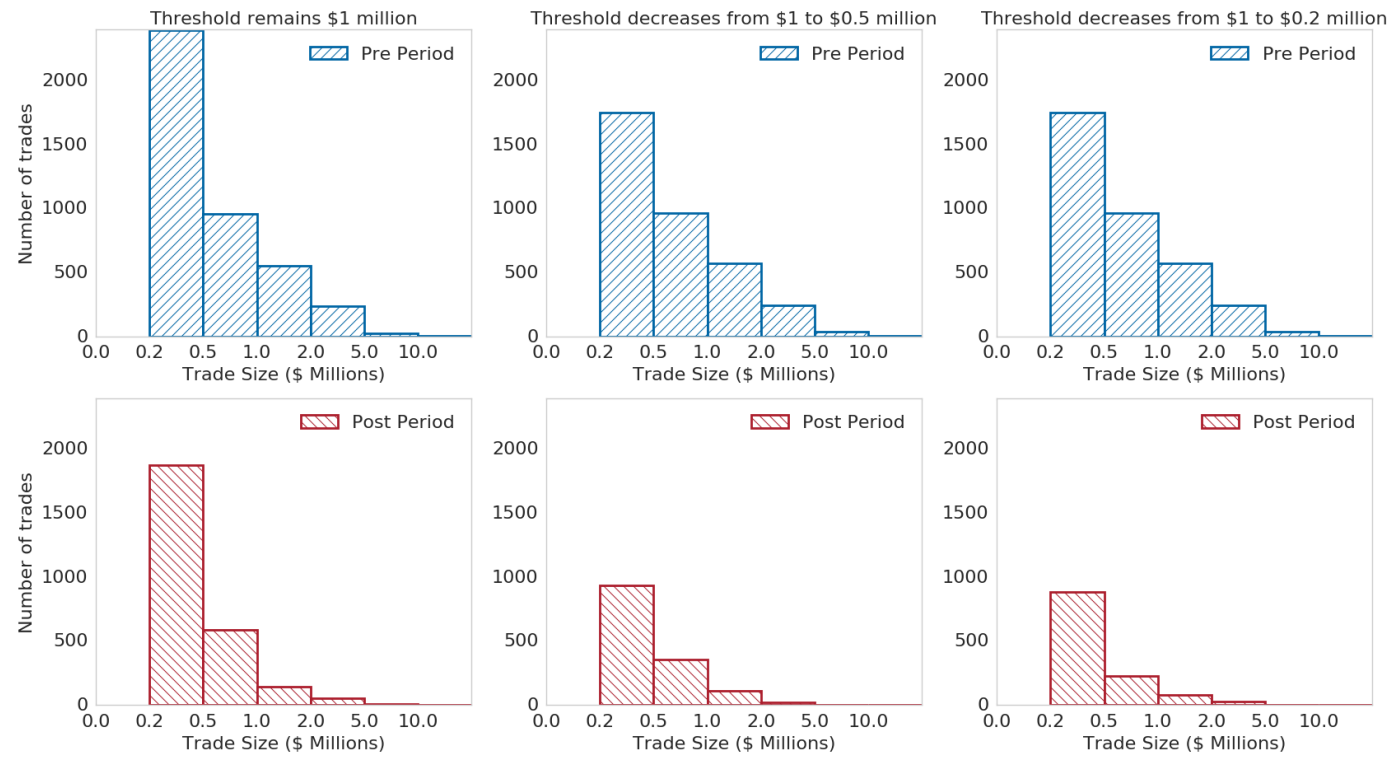 Threshold remains $1 million
Pre Period
2000
1500
1000
500
0
0.0 0.2 0.5 1.0 2.0 5.0 10.0
Trade Size ($ Millions)
Number of trades
Threshold decreases from $1 to $0.5 million
Pre Period
2000
1500
1000
500
0
0.0 0.2 0.5 1.0 2.0 5.0 10.0
Trade Size ($ Millions)
Threshold decreases from $1 to $0.2 million
Pre Period
2000
1500
1000
500
0
0.0 0.2 0.5 1.0 2.0 5.0 10.0
Trade Size ($ Millions)
Post Period
2000
1500
1000
500
0
0.0 0.2 0.5 1.0 2.0 5.0 10.0
Trade Size ($ Millions)
Number of trades
Post Period
2000
1500
1000
500
0
0.0 0.2 0.5 1.0 2.0 5.0 10.0
Trade Size ($ Millions)
Post Period
2000
1500
1000
500
0
0.0 0.2 0.5 1.0 2.0 5.0 10.0
Trade Size ($ Millions)